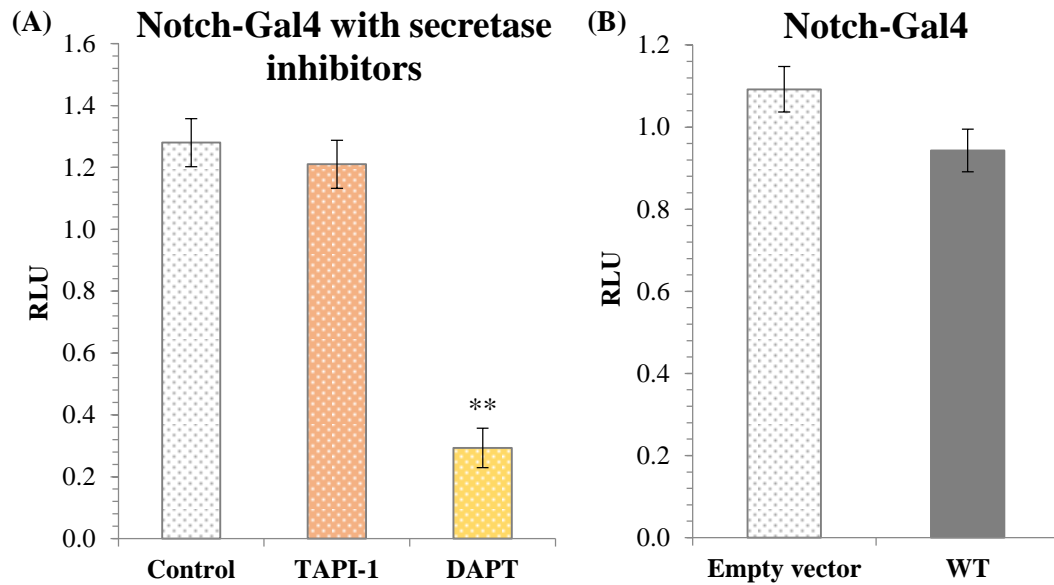 (A)
Notch-Gal4 with secretase
inhibitors
1.6
1.4
1.2
1.0
0.8
0.6
0.4
0.2
0.0
RLU
**
Control TAPI-1 DAPT
(B)
Notch-Gal4
1.2
1.0
0.8
0.6
0.4
0.2
0.0
RLU
Empty vector WT